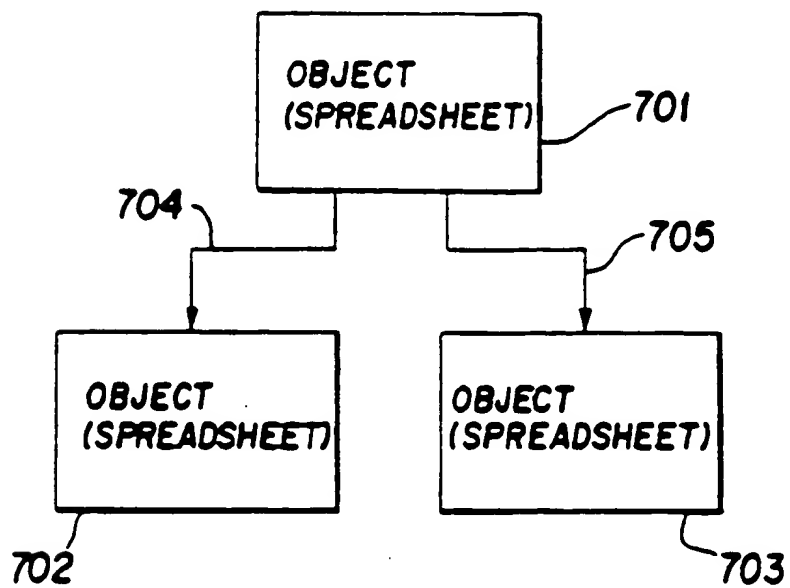 OBJECT
(SPREADSHEET)
701
704
705
OBJECT
(SPREADSHEET)
OBJECT
(SPREADSHEET)
702
703